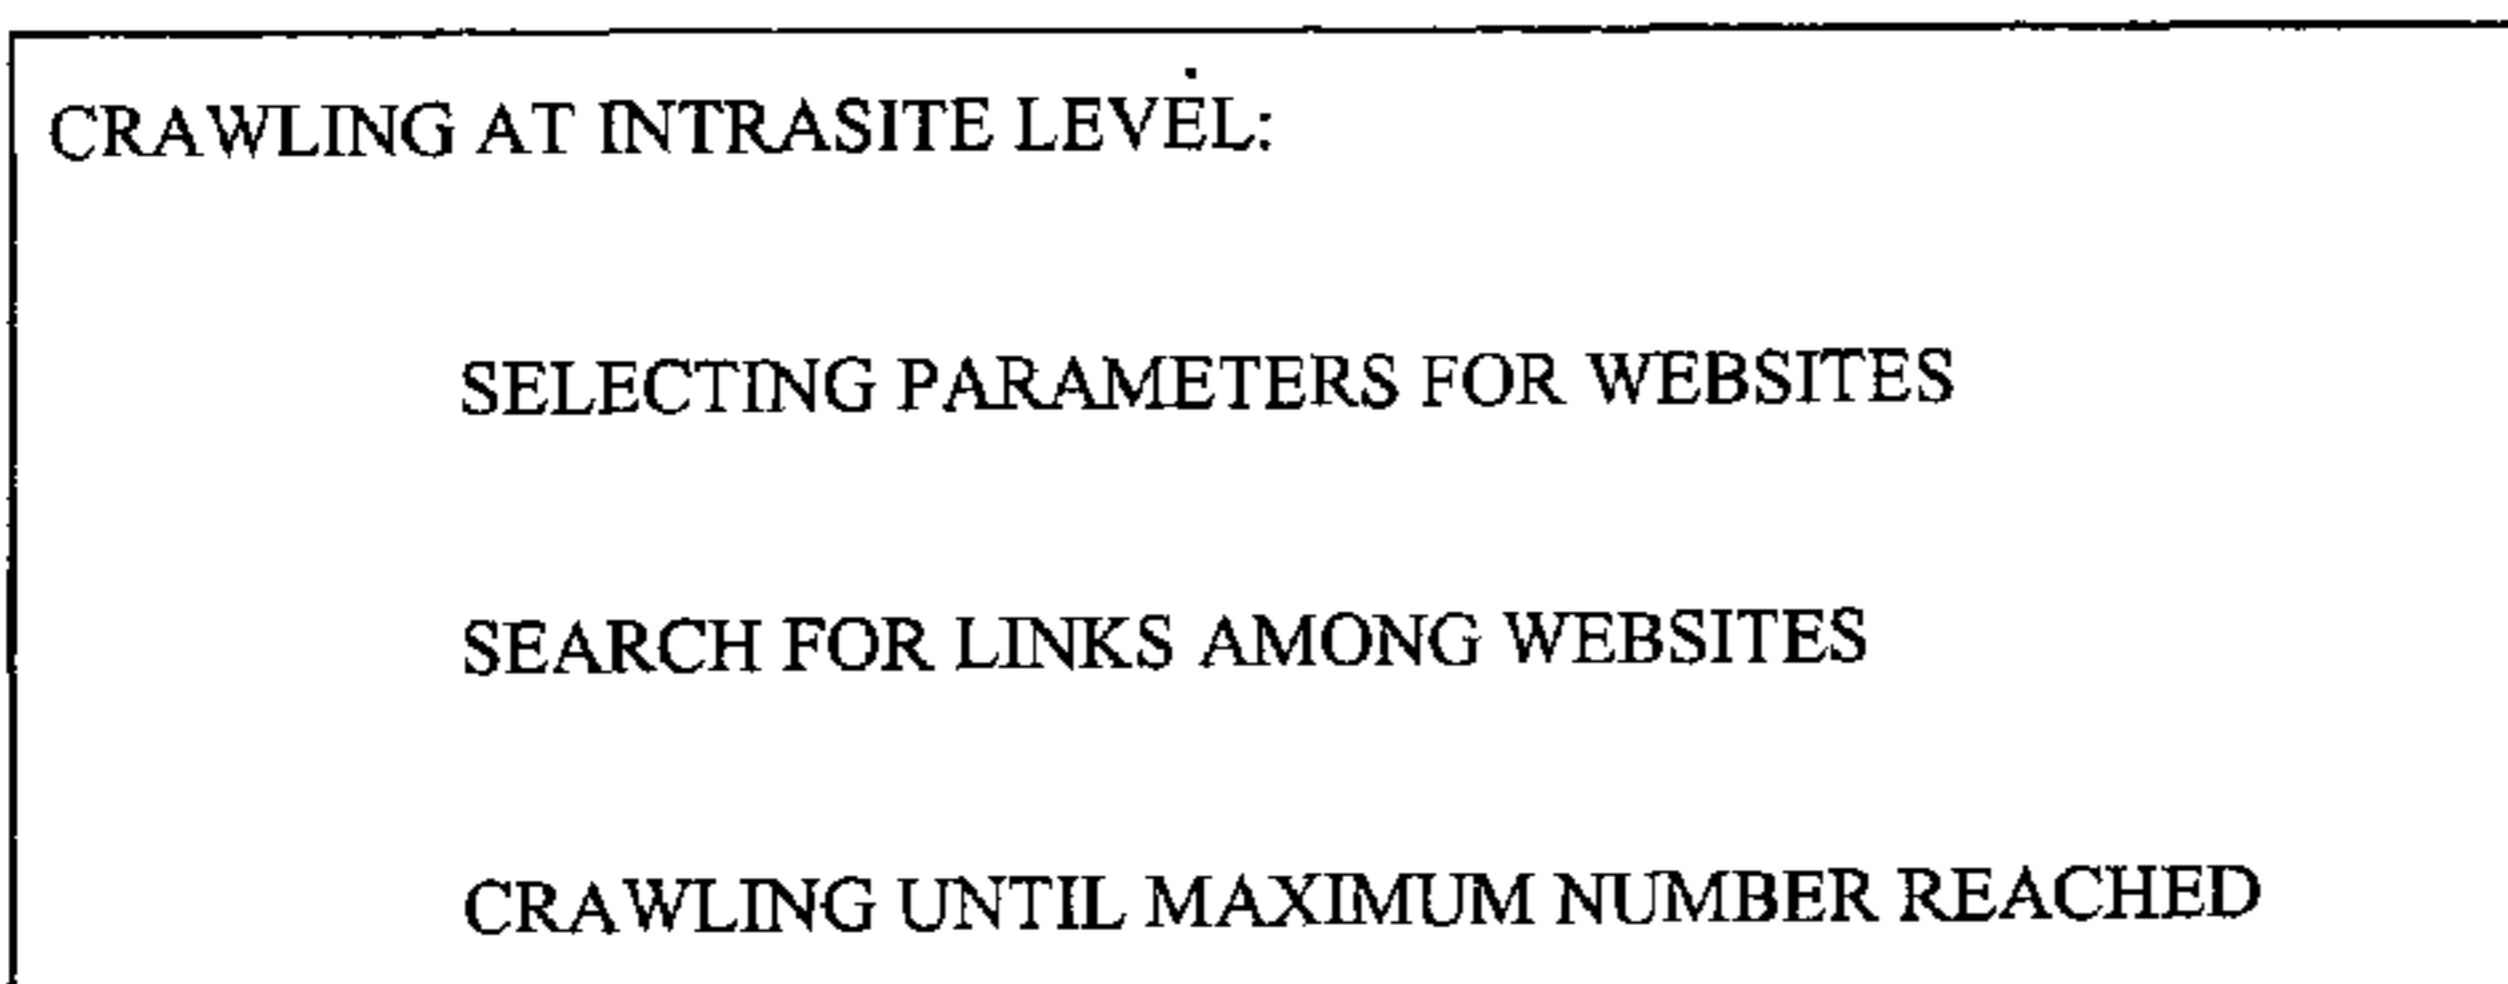 CRAWLING AT INTRASITE LEVEL:
SELECTING PARAMETERS FOR WEBSITES
SEARCH FOR LINKS AMONG WEBSITES
CRAWLING UNTIL MAXIMUM NUMBER REACHED